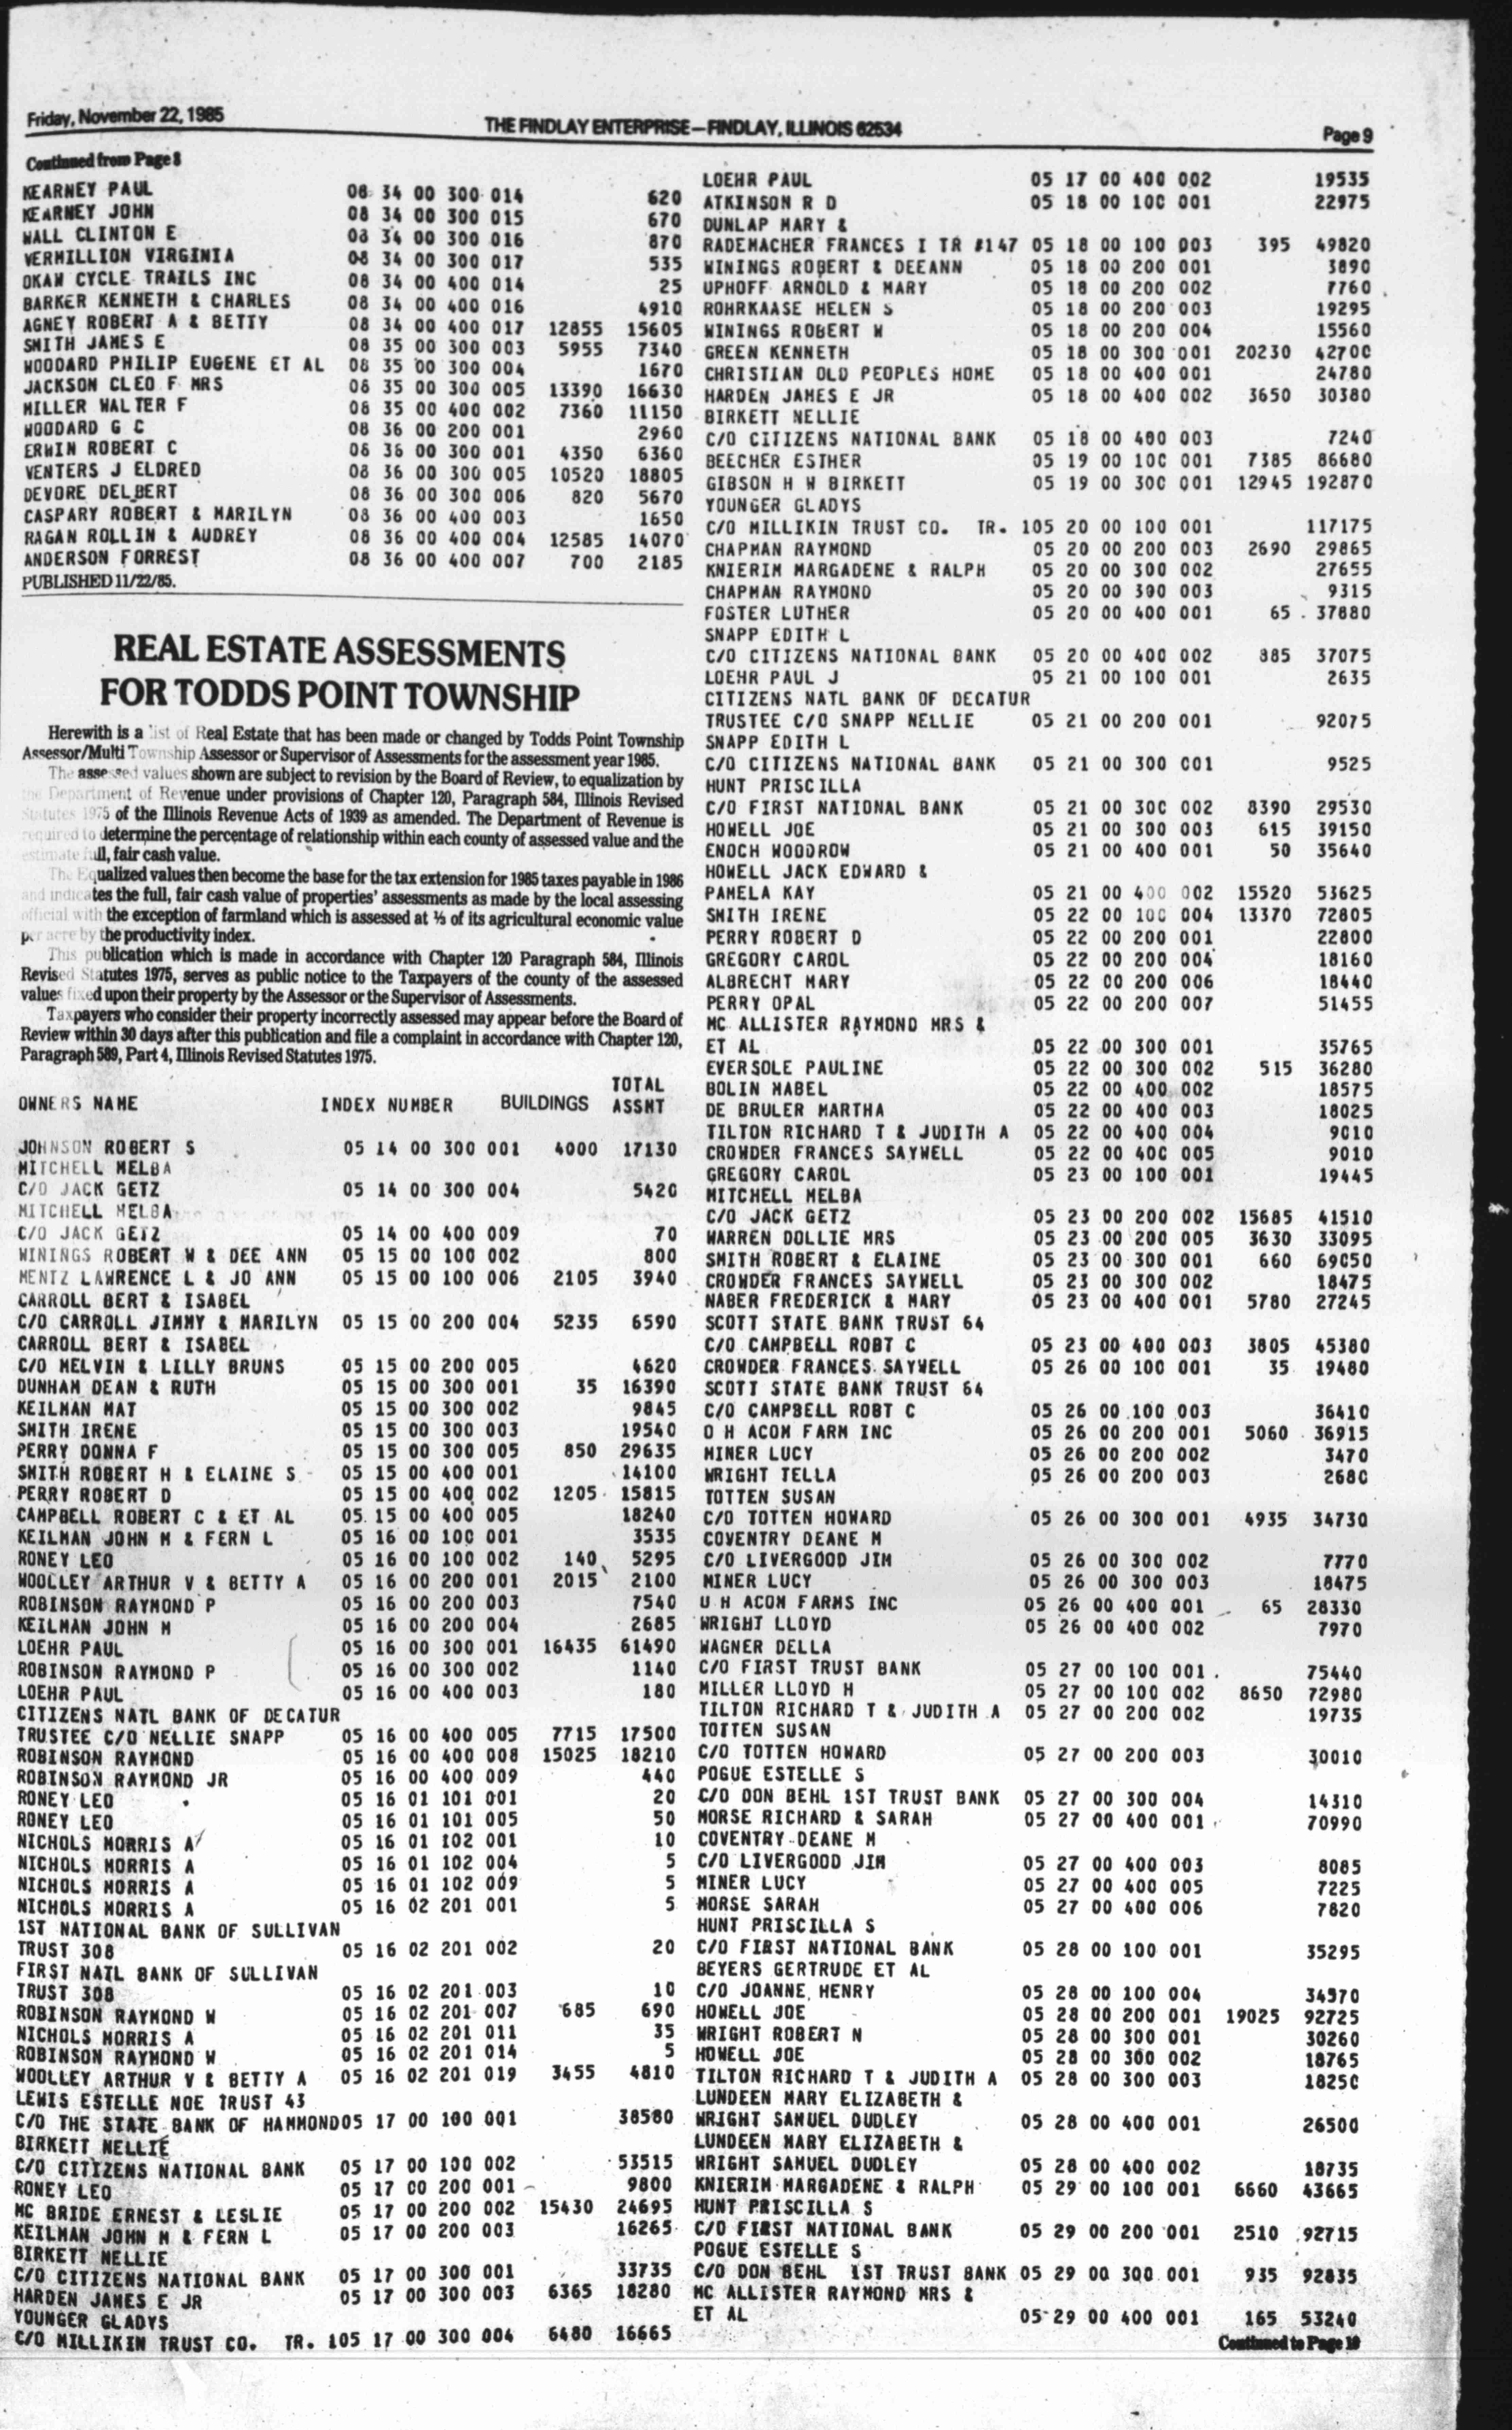 Friday, November 22, 1985
THE FINDLAY ENTERPRISE—FINDLAY, ILLINOIS 62534
Page 9
Continued from Page 8
KEARNEY PAUL 08 34 00 300 014 620
KEARNEY JOHN 08 34 00 300 015 670
WALL CLINTON E 08 34 00 300 016 870
VERMILLION VIRGINIA 08 34 00 300 017 535
OKAW CYCLE TRAILS INC 08 34 00 400 014 25
BARKER KENNETH & CHARLES 08 34 00 400 016 4910
AGNEY ROBERT A & BETTY 08 34 00 400 017 12855 15605
SMITH JAMES E 08 35 00 300 003 5955 7340
WOODARD PHILIP EUGENE ET AL 08 35 00 300 004 1670
JACKSON CLEO F MRS 08 35 00 300 005 13390 16630
MILLER WALTER F 08 35 00 400 002 7360 11150
WOODARD G C 08 36 00 200 001 2960
ERWIN ROBERT C 08 36 00 300 001 4350 6360
VENTERS J ELDRED 08 36 00 300 005 10520 18805
DEVORE DELBERT 08 36 00 300 006 820 5670
CASPARY ROBERT & MARILYN 08 36 00 400 003 1650
RAGAN ROLLIN & AUDREY 08 36 00 400 004 12585 14070
ANDERSON FORREST 08 36 00 400 007 700 2185
PUBLISHED 11/22/85.
REAL ESTATE ASSESSMENTS
FOR TODDS POINT TOWNSHIP
Herewith is a list of Real Estate that has been made or changed by Todds Point Township
Assessor/Multi Township Assessor or Supervisor of Assessments for the assessment year 1985.
The assessed values shown are subject to revision by the Board of Review, to equalization by
the Department of Revenue under provisions of Chapter 120, Paragraph 584, Illinois Revised
Statutes 1975 of the Illinois Revenue Acts of 1939 as amended. The Department of Revenue is
required to determine the percentage of relationship within each county of assessed value and the
estimate full, fair cash value.
The Equalized values then become the base for the tax extension for 1985 taxes payable in 1986
and indicates the full, fair cash value of properties' assessments as made by the local assessing
official with the exception of farmland which is assessed at ⅓ of its agricultural economic value
per acre by the productivity index.
This publication which is made in accordance with Chapter 120 Paragraph 584, Illinois
Revised Statutes 1975, serves as public notice to the Taxpayers of the county of the assessed
values fixed upon their property by the Assessor or the Supervisor of Assessments.
Taxpayers who consider their property incorrectly assessed may appear before the Board of
Review within 30 days after this publication and file a complaint in accordance with Chapter 120,
Paragraph 589, Part 4, Illinois Revised Statutes 1975.
TOTAL
OWNERS NAME INDEX NUMBER BUILDINGS ASSMT
JOHNSON ROBERT S 05 14 00 300 001 4000 17130
MITCHELL MELBA
C/O JACK GETZ 05 14 00 300 004 5420
MITCHELL MELBA
C/O JACK GETZ 05 14 00 400 009 70
WININGS ROBERT W & DEE ANN 05 15 00 100 002 800
MENTZ LAWRENCE L & JO ANN 05 15 00 100 006 2105 3940
CARROLL BERT & ISABEL
C/O CARROLL JIMMY & MARILYN 05 15 00 200 004 5235 6590
CARROLL BERT & ISABEL
C/O MELVIN & LILLY BRUNS 05 15 00 200 005 4620
DUNHAM DEAN & RUTH 05 15 00 300 001 35 16390
KEILMAN MAT 05 15 00 300 002 9845
SMITH IRENE 05 15 00 300 003 19540
PERRY DONNA F 05 15 00 300 005 850 29635
SMITH ROBERT H & ELAINE S 05 15 00 400 001 14100
PERRY ROBERT D 05 15 00 400 002 1205 15815
CAMPBELL ROBERT C & ET AL 05 15 00 400 005 18240
KEILMAN JOHN M & FERN L 05 16 00 100 001 3535
RONEY LEO 05 16 00 100 002 140 5295
WOOLLEY ARTHUR V & BETTY A 05 16 00 200 001 2015 2100
ROBINSON RAYMOND P 05 16 00 200 003 7540
KEILMAN JOHN M 05 16 00 200 004 2685
LOEHR PAUL 05 16 00 300 001 16435 61490
ROBINSON RAYMOND P 05 16 00 300 002 1140
LOEHR PAUL 05 16 00 400 003 180
CITIZENS NATL BANK OF DECATUR
TRUSTEE C/O NELLIE SNAPP 05 16 00 400 005 7715 17500
ROBINSON RAYMOND 05 16 00 400 008 15025 18210
ROBINSON RAYMOND JR 05 16 00 400 009 440
RONEY LEO 05 16 01 101 001 20
RONEY LEO 05 16 01 101 005 50
NICHOLS MORRIS A 05 16 01 102 001 10
NICHOLS MORRIS A 05 16 01 102 004 5
NICHOLS MORRIS A 05 16 01 102 009 5
NICHOLS MORRIS A 05 16 02 201 001 5
1ST NATIONAL BANK OF SULLIVAN
TRUST 308 05 16 02 201 002 20
FIRST NATL BANK OF SULLIVAN
TRUST 308 05 16 02 201 003 10
ROBINSON RAYMOND W 05 16 02 201 007 685 690
NICHOLS MORRIS A 05 16 02 201 011 35
ROBINSON RAYMOND W 05 16 02 201 014 5
WOOLLEY ARTHUR V & BETTY A 05 16 02 201 019 3455 4810
LEWIS ESTELLE NOE TRUST 43
C/O THE STATE BANK OF HAMMOND05 17 00 100 001 38580
BIRKETT NELLIE
C/O CITIZENS NATIONAL BANK 05 17 00 100 002 53515
RONEY LEO 05 17 00 200 001 9800
MC BRIDE ERNEST & LESLIE 05 17 00 200 002 15430 24695
KEILMAN JOHN M & FERN L 05 17 00 200 003 16265
BIRKETT NELLIE
C/O CITIZENS NATIONAL BANK 05 17 00 300 001 33735
HARDEN JAMES E JR 05 17 00 300 003 6365 18280
YOUNGER GLADYS
C/O MILLIKIN TRUST CO. TR. 105 17 00 300 004 6480 16665
LOEHR PAUL 05 17 00 400 002 19535
ATKINSON R D 05 18 00 100 001 22975
DUNLAP MARY &
RADEMACHER FRANCES I TR #147 05 18 00 100 003 395 49820
WININGS ROBERT & DEEANN 05 18 00 200 001 3890
UPHOFF ARNOLD & MARY 05 18 00 200 002 7760
ROHRKAASE HELEN S 05 18 00 200 003 19295
WININGS ROBERT W 05 18 00 200 004 15560
GREEN KENNETH 05 18 00 300 001 20230 42700
CHRISTIAN OLD PEOPLES HOME 05 18 00 400 001 24780
HARDEN JAMES E JR 05 18 00 400 002 3650 30380
BIRKETT NELLIE
C/O CITIZENS NATIONAL BANK 05 18 00 400 003 7240
BEECHER ESTHER 05 19 00 100 001 7385 86680
GIBSON H W BIRKETT 05 19 00 300 001 12945 192870
YOUNGER GLADYS
C/O MILLIKIN TRUST CO. TR. 105 20 00 100 001 117175
CHAPMAN RAYMOND 05 20 00 200 003 2690 29865
KNIERIM MARGADENE & RALPH 05 20 00 300 002 27655
CHAPMAN RAYMOND 05 20 00 300 003 9315
FOSTER LUTHER 05 20 00 400 001 65 37880
SNAPP EDITH L
C/O CITIZENS NATIONAL BANK 05 20 00 400 002 885 37075
LOEHR PAUL J 05 21 00 100 001 2635
CITIZENS NATL BANK OF DECATUR
TRUSTEE C/O SNAPP NELLIE 05 21 00 200 001 92075
SNAPP EDITH L
C/O CITIZENS NATIONAL BANK 05 21 00 300 001 9525
HUNT PRISCILLA
C/O FIRST NATIONAL BANK 05 21 00 300 002 8390 29530
HOWELL JOE 05 21 00 300 003 615 39150
ENOCH WOODROW 05 21 00 400 001 50 35640
HOWELL JACK EDWARD &
PAMELA KAY 05 21 00 400 002 15520 53625
SMITH IRENE 05 22 00 100 004 13370 72805
PERRY ROBERT D 05 22 00 200 001 22800
GREGORY CAROL 05 22 00 200 004 18160
ALBRECHT MARY 05 22 00 200 006 18440
PERRY OPAL 05 22 00 200 007 51455
MC ALLISTER RAYMOND MRS &
ET AL 05 22 00 300 001 35765
EVERSOLE PAULINE 05 22 00 300 002 515 36280
BOLIN MABEL 05 22 00 400 002 18575
DE BRULER MARTHA 05 22 00 400 003 18025
TILTON RICHARD T & JUDITH A 05 22 00 400 004 9010
CROWDER FRANCES SAYWELL 05 22 00 400 005 9010
GREGORY CAROL 05 23 00 100 001 19445
MITCHELL MELBA
C/O JACK GETZ 05 23 00 200 002 15685 41510
WARREN DOLLIE MRS 05 23 00 200 005 3630 33095
SMITH ROBERT & ELAINE 05 23 00 300 001 660 69050
CROWDER FRANCES SAYWELL 05 23 00 300 002 18475
NABER FREDERICK & MARY 05 23 00 400 001 5780 27245
SCOTT STATE BANK TRUST 64
C/O CAMPBELL ROBT C 05 23 00 400 003 3805 45380
CROWDER FRANCES SAYWELL 05 26 00 100 001 35 19480
SCOTT STATE BANK TRUST 64
C/O CAMPBELL ROBT C 05 26 00 100 003 36410
O H ACOM FARM INC 05 26 00 200 001 5060 36915
MINER LUCY 05 26 00 200 002 3470
WRIGHT TELLA 05 26 00 200 003 2680
TOTTEN SUSAN
C/O TOTTEN HOWARD 05 26 00 300 001 4935 34730
COVENTRY DEANE M
C/O LIVERGOOD JIM 05 26 00 300 002 7770
MINER LUCY 05 26 00 300 003 18475
O H ACOM FARMS INC 05 26 00 400 001 65 28330
WRIGHT LLOYD 05 26 00 400 002 7970
WAGNER DELLA
C/O FIRST TRUST BANK 05 27 00 100 001 75440
MILLER LLOYD H 05 27 00 100 002 8650 72980
TILTON RICHARD T & JUDITH A 05 27 00 200 002 19735
TOTTEN SUSAN
C/O TOTTEN HOWARD 05 27 00 200 003 30010
POGUE ESTELLE S
C/O DON BEHL 1ST TRUST BANK 05 27 00 300 004 14310
MORSE RICHARD & SARAH 05 27 00 400 001 70990
COVENTRY DEANE M
C/O LIVERGOOD JIM 05 27 00 400 003 8085
MINER LUCY 05 27 00 400 005 7225
MORSE SARAH 05 27 00 400 006 7820
HUNT PRISCILLA S
C/O FIRST NATIONAL BANK 05 28 00 100 001 35295
BEYERS GERTRUDE ET AL
C/O JOANNE HENRY 05 28 00 100 004 34570
HOWELL JOE 05 28 00 200 001 19025 92725
WRIGHT ROBERT N 05 28 00 300 001 30260
HOWELL JOE 05 28 00 300 002 18765
TILTON RICHARD T & JUDITH A 05 28 00 300 003 18250
LUNDEEN MARY ELIZABETH &
WRIGHT SAMUEL DUDLEY 05 28 00 400 001 26500
LUNDEEN MARY ELIZABETH &
WRIGHT SAMUEL DUDLEY 05 28 00 400 002 18735
KNIERIM MARGADENE & RALPH 05 29 00 100 001 6660 43665
HUNT PRISCILLA S
C/O FIRST NATIONAL BANK 05 29 00 200 001 2510 92715
POGUE ESTELLE S
C/O DON BEHL 1ST TRUST BANK 05 29 00 300 001 935 92835
MC ALLISTER RAYMOND MRS &
ET AL 05 29 00 400 001 165 53240
Continued to Page 10